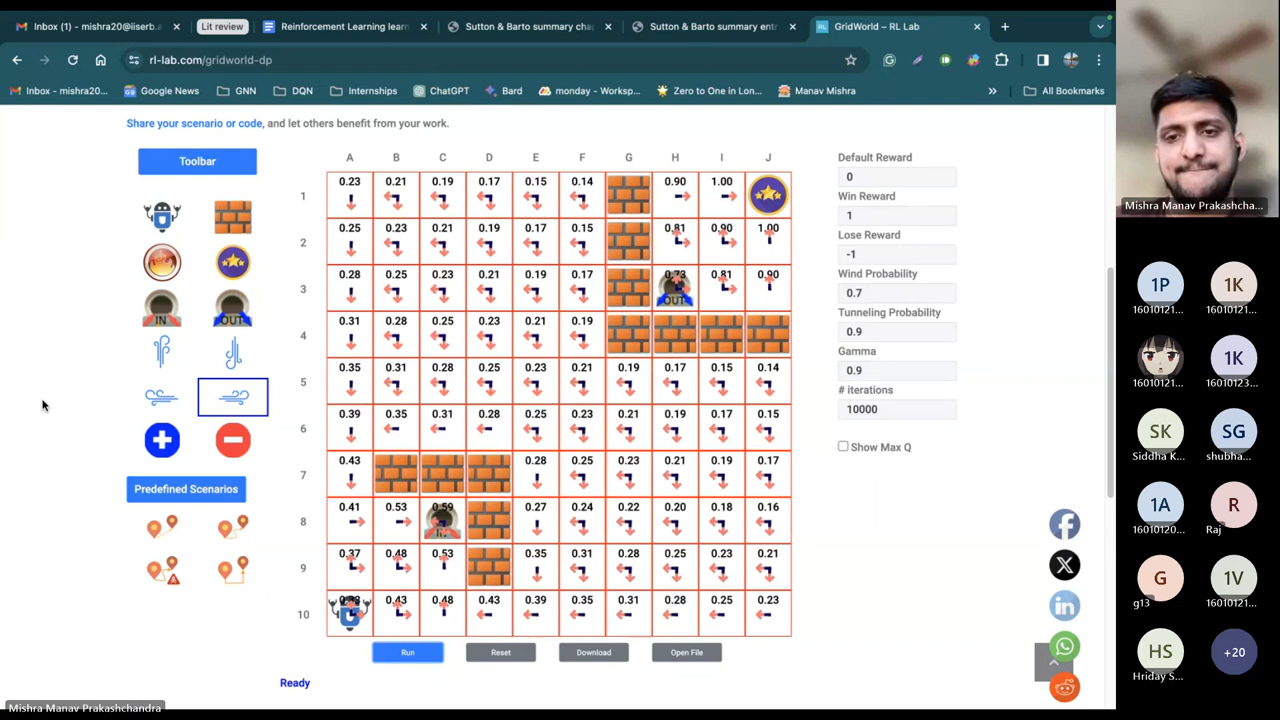 Inbox (1) – mishra20@iiserb.a
Lit review
Reinforcement Learning learn
Sutton & Barto summary cha
Sutton & Barto summary entr
GridWorld – RL Lab
rl-lab.com/gridworld-dp
Inbox - mishra20...
Google News
GNN
DQN
Internships
ChatGPT
Bard
monday - Worksp...
Zero to One in Lon...
Manav Mishra
»
All Bookmarks
Share your scenario or code, and let others benefit from your work.
Toolbar
IN
OUT
Predefined Scenarios
A B C D E F G H I J
1 0.23 0.21 0.19 0.17 0.15 0.14 0.90 1.00
2 0.25 0.23 0.21 0.19 0.17 0.15 0.81 0.90 1.00
3 0.28 0.25 0.23 0.21 0.19 0.17 0.73 0.81 0.90
OUT
4 0.31 0.28 0.25 0.23 0.21 0.19
5 0.35 0.31 0.28 0.25 0.23 0.21 0.19 0.17 0.15 0.14
6 0.39 0.35 0.31 0.28 0.25 0.23 0.21 0.19 0.17 0.15
7 0.43 0.28 0.25 0.23 0.21 0.19 0.17
8 0.41 0.53 0.59 0.27 0.24 0.22 0.20 0.18 0.16
9 0.37 0.48 0.53 0.35 0.31 0.28 0.25 0.23 0.21
10 0.43 0.48 0.43 0.39 0.35 0.31 0.28 0.25 0.23
Run
Reset
Download
Open File
Ready
Default Reward
0
Win Reward
1
Lose Reward
-1
Wind Probability
0.7
Tunneling Probability
0.9
Gamma
0.9
# iterations
10000
Show Max Q
Mishra Manav Prakashcha...
1P
16010121...
1K
16010121...
16010121...
1K
16010123...
SK
Siddha K...
SG
shubha...
1A
16010120...
R
Raj
G
g13
1V
16010121...
HS
Hriday S...
+20
Mishra Manav Prakashchandra